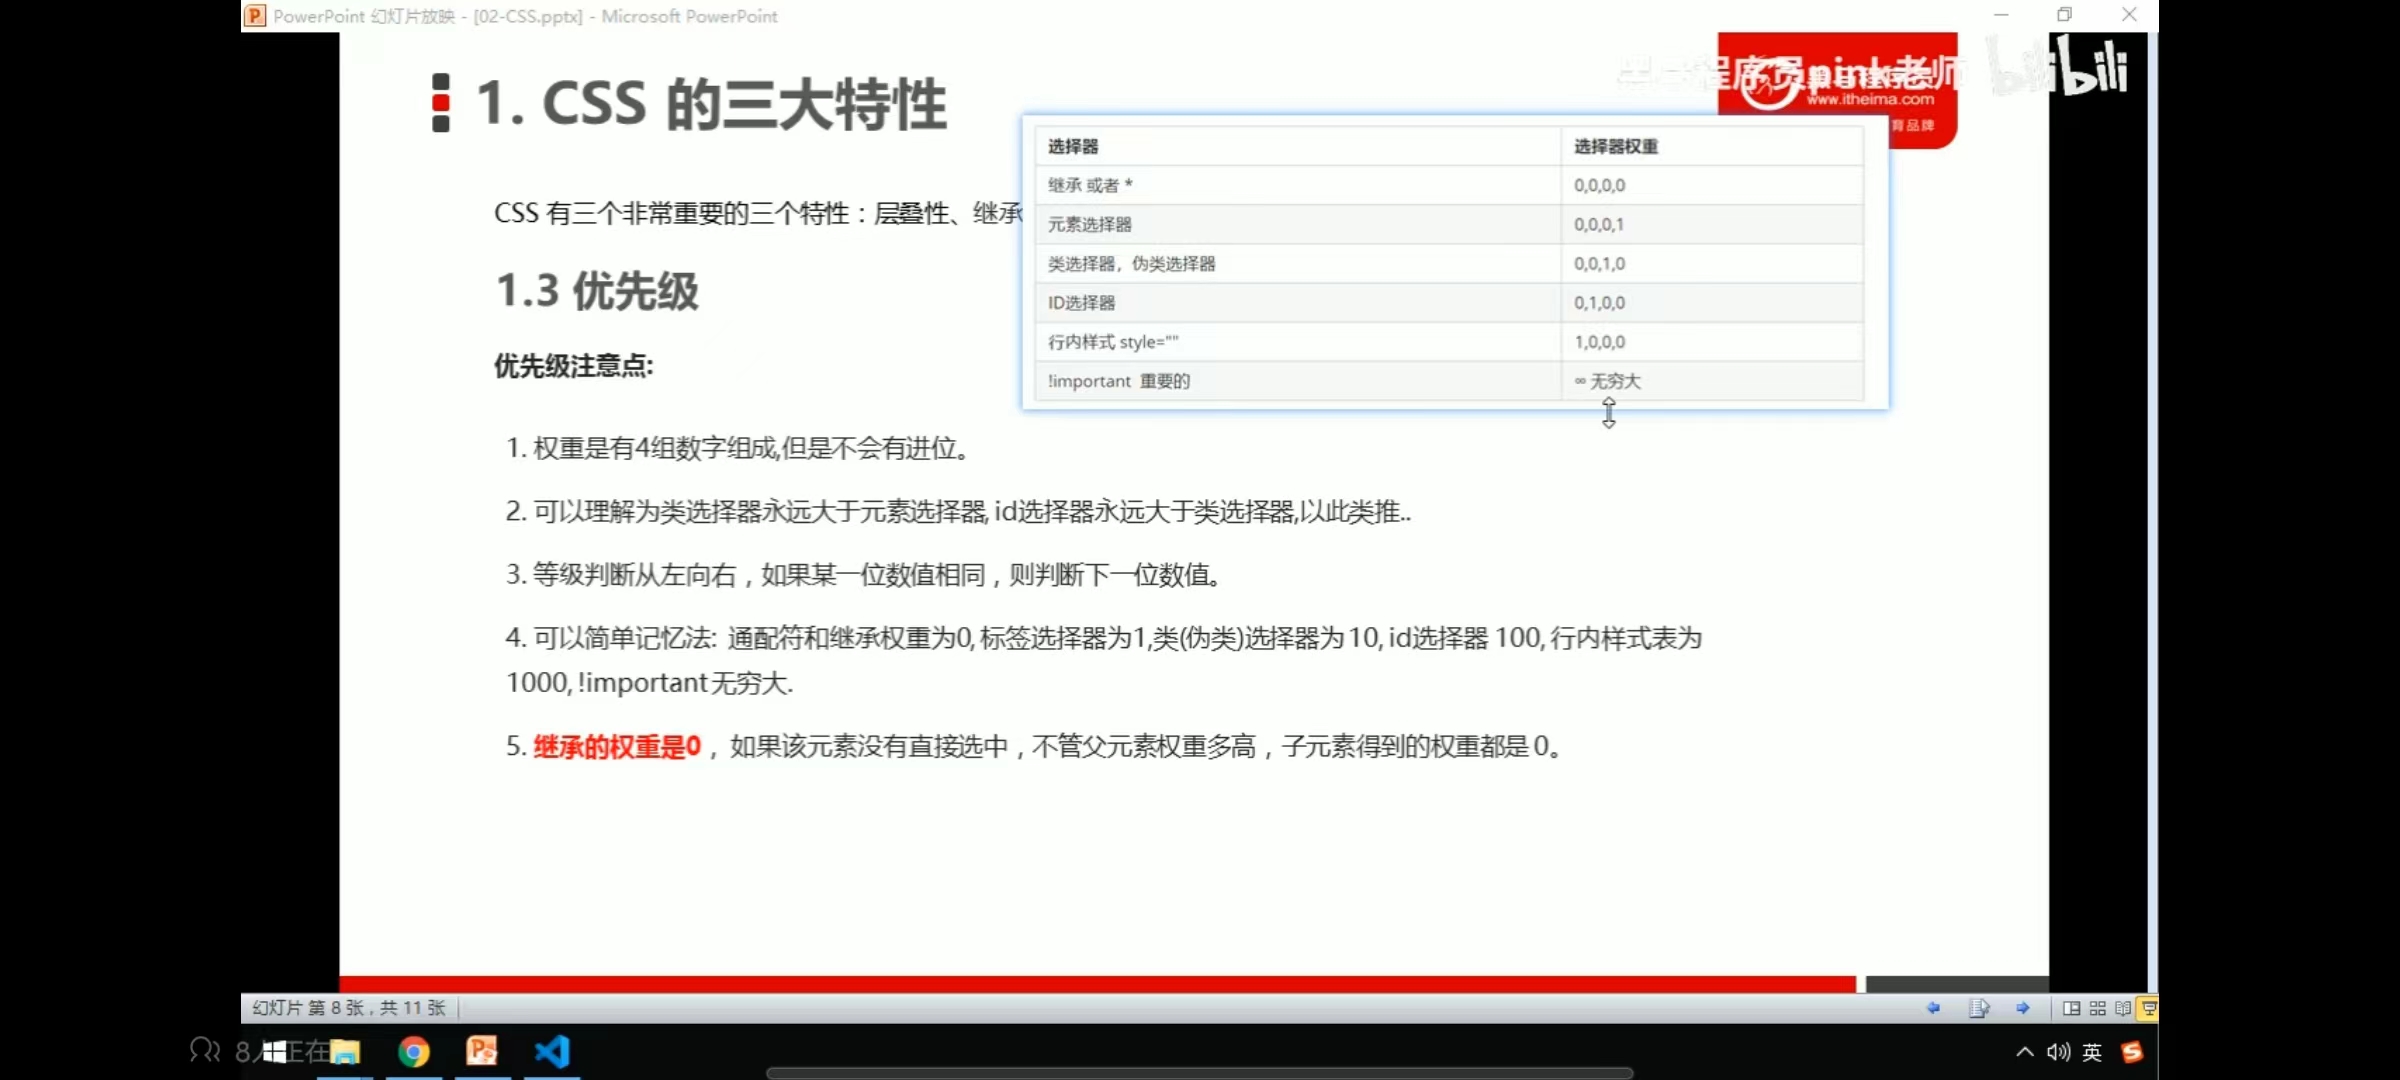 PowerPoint 幻灯片放映 - [02-CSS.pptx] - Microsoft PowerPoint
程序员pink老师
bilibili
www.itheima.com
育品牌
1. CSS 的三大特性
CSS 有三个非常重要的三个特性：层叠性、继承
选择器 选择器权重
继承 或者 * 0,0,0,0
元素选择器 0,0,0,1
类选择器，伪类选择器 0,0,1,0
ID选择器 0,1,0,0
行内样式 style="" 1,0,0,0
!important 重要的 ∞ 无穷大
1.3 优先级
优先级注意点:
1. 权重是有4组数字组成,但是不会有进位。
2. 可以理解为类选择器永远大于元素选择器, id选择器永远大于类选择器,以此类推..
3. 等级判断从左向右，如果某一位数值相同，则判断下一位数值。
4. 可以简单记忆法: 通配符和继承权重为0, 标签选择器为1,类(伪类)选择器为 10, id选择器 100, 行内样式表为
1000, !important 无穷大.
5. 继承的权重是0， 如果该元素没有直接选中，不管父元素权重多高，子元素得到的权重都是 0。
幻灯片 第 8 张，共 11 张
8人正在
英